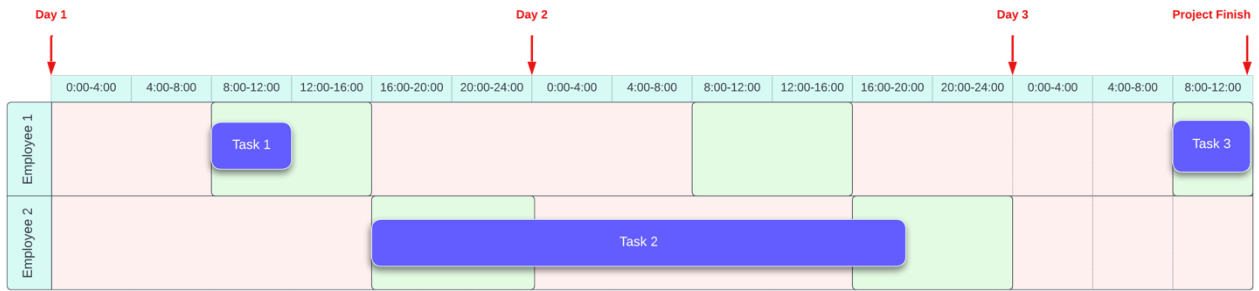 Day 1
Day 2
Day 3
Project Finish
0:00-4:00
4:00-8:00
8:00-12:00
12:00-16:00
16:00-20:00
20:00-24:00
0:00-4:00
4:00-8:00
8:00-12:00
12:00-16:00
16:00-20:00
20:00-24:00
0:00-4:00
4:00-8:00
8:00-12:00
Employee 1
Task 1
Task 3
Employee 2
Task 2